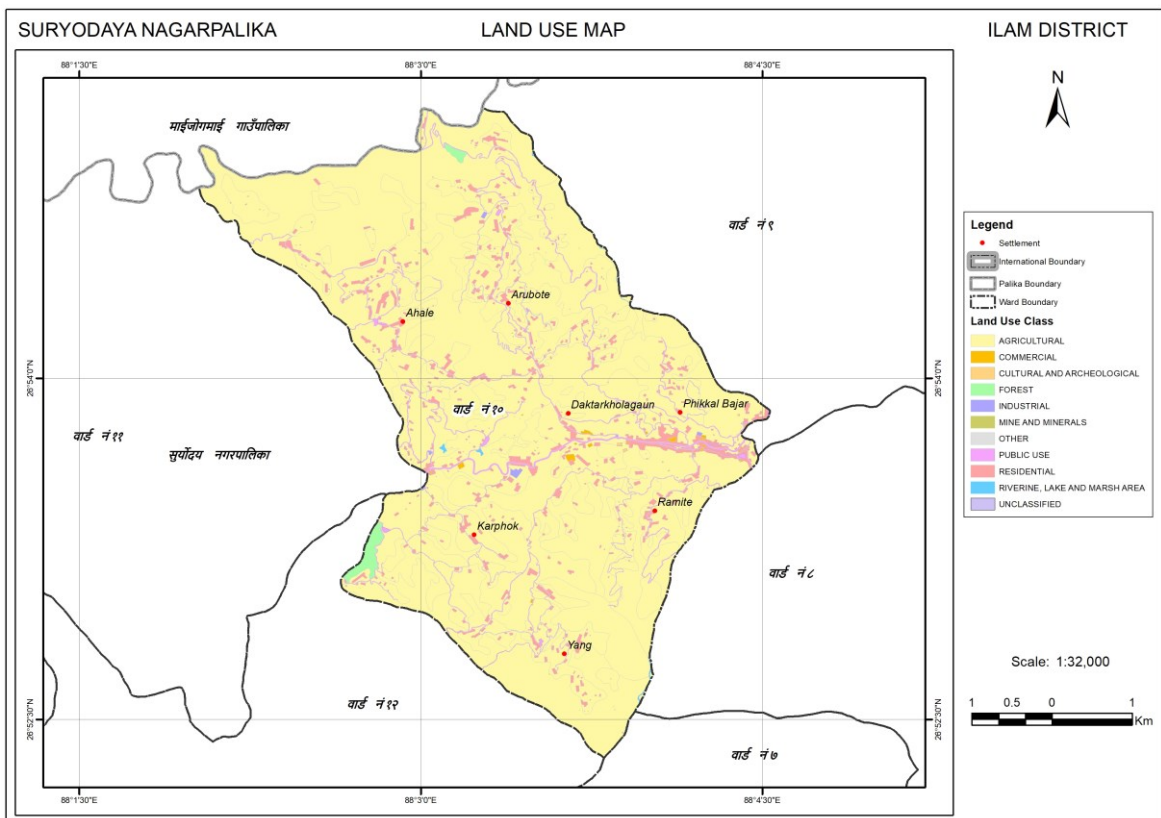 SURYODAYA NAGARPALIKA
LAND USE MAP
ILAM DISTRICT
88°1'30"E
88°3'0"E
88°4'30"E
N
माईजोगमाई गाउँपालिका
वार्ड नं ९
Legend
Settlement
International Boundary
Palika Boundary
Ward Boundary
Land Use Class
AGRICULTURAL
COMMERCIAL
CULTURAL AND ARCHEOLOGICAL
FOREST
INDUSTRIAL
MINE AND MINERALS
OTHER
PUBLIC USE
RESIDENTIAL
RIVERINE, LAKE AND MARSH AREA
UNCLASSIFIED
Arubote
Ahale
26°54'0"N
26°54'0"N
वार्ड नं १०
Daktarkholagaun
Phikkal Bajar
वार्ड नं ११
सुर्योदय नगरपालिका
Ramite
Karphok
वार्ड नं ८
Yang
Scale: 1:32,000
1 0.5 0 1
Km
वार्ड नं १२
26°52'30"N
26°52'30"N
वार्ड नं ७
88°1'30"E
88°3'0"E
88°4'30"E